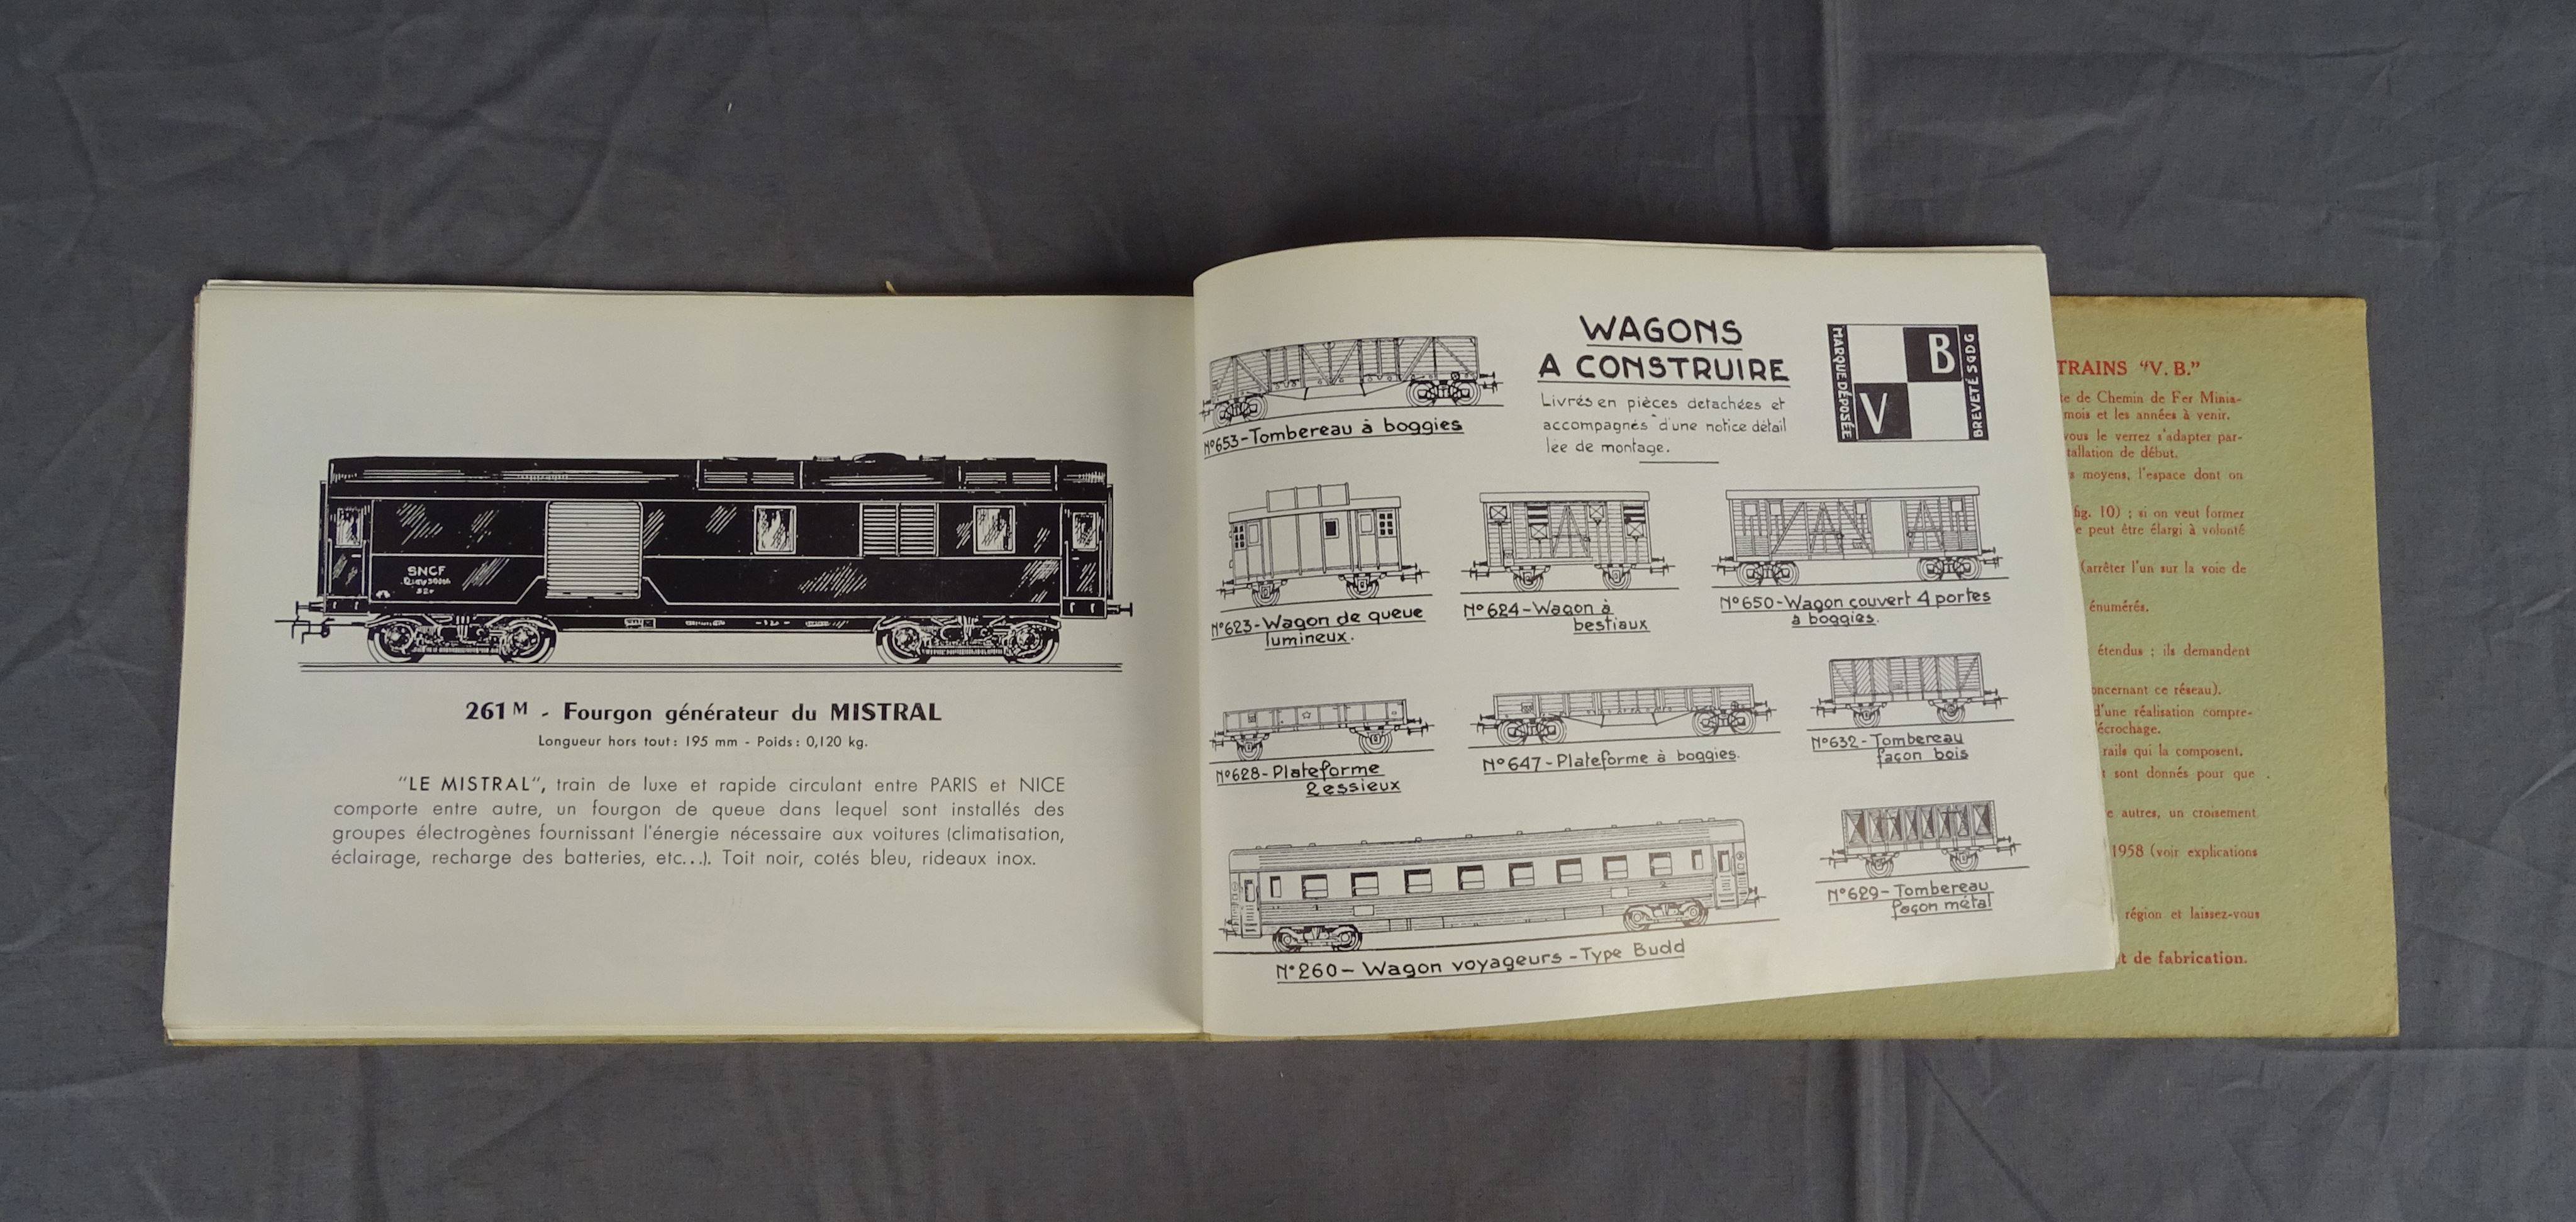 SNCF
261 M - Fourgon générateur du MISTRAL
Longueur hors tout : 195 mm - Poids : 0,120 kg.
“LE MISTRAL“, train de luxe et rapide circulant entre PARIS et NICE
comporte entre autre, un fourgon de queue dans lequel sont installés des
groupes électrogènes fournissant l'énergie nécessaire aux voitures (climatisation,
éclairage, recharge des batteries, etc...). Toit noir, cotés bleu, rideaux inox.
WAGONS
A CONSTRUIRE
Livrés en pièces detachées et
accompagnés d'une notice détail
lée de montage.
MARQUE DÉPOSÉE
V
B
BREVETÉ SGDG
N°653-Tombereau à boggies
N°623-Wagon de queue
lumineux.
N°624-Wagon à
bestiaux
N°650-Wagon couvert 4 portes
à boggies.
N°628-Plateforme
2 essieux
N°647-Plateforme à boggies.
N°632-Tombereau
façon bois
N°629-Tombereau
façon métal
N°260-Wagon voyageurs-Type Budd
TRAINS “V. B.”
de Chemin de Fer Minia-
mois et les années à venir.
vous le verrez s'adapter par-
tallation de début.
moyens, l'espace dont on
fig. 10) ; si on veut former
peut être élargi à volonté
(arrêter l'un sur la voie de
énumérés.
étendus ; ils demandent
oncernant ce réseau).
d'une réalisation compre-
écrochage.
rails qui la composent.
sont donnés pour que
autres, un croisement
1958 (voir explications
région et laissez-vous
t de fabrication.